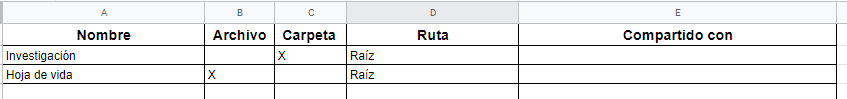 A B C D E
Nombre Archivo Carpeta Ruta Compartido con
Investigación X Raíz
Hoja de vida X Raíz